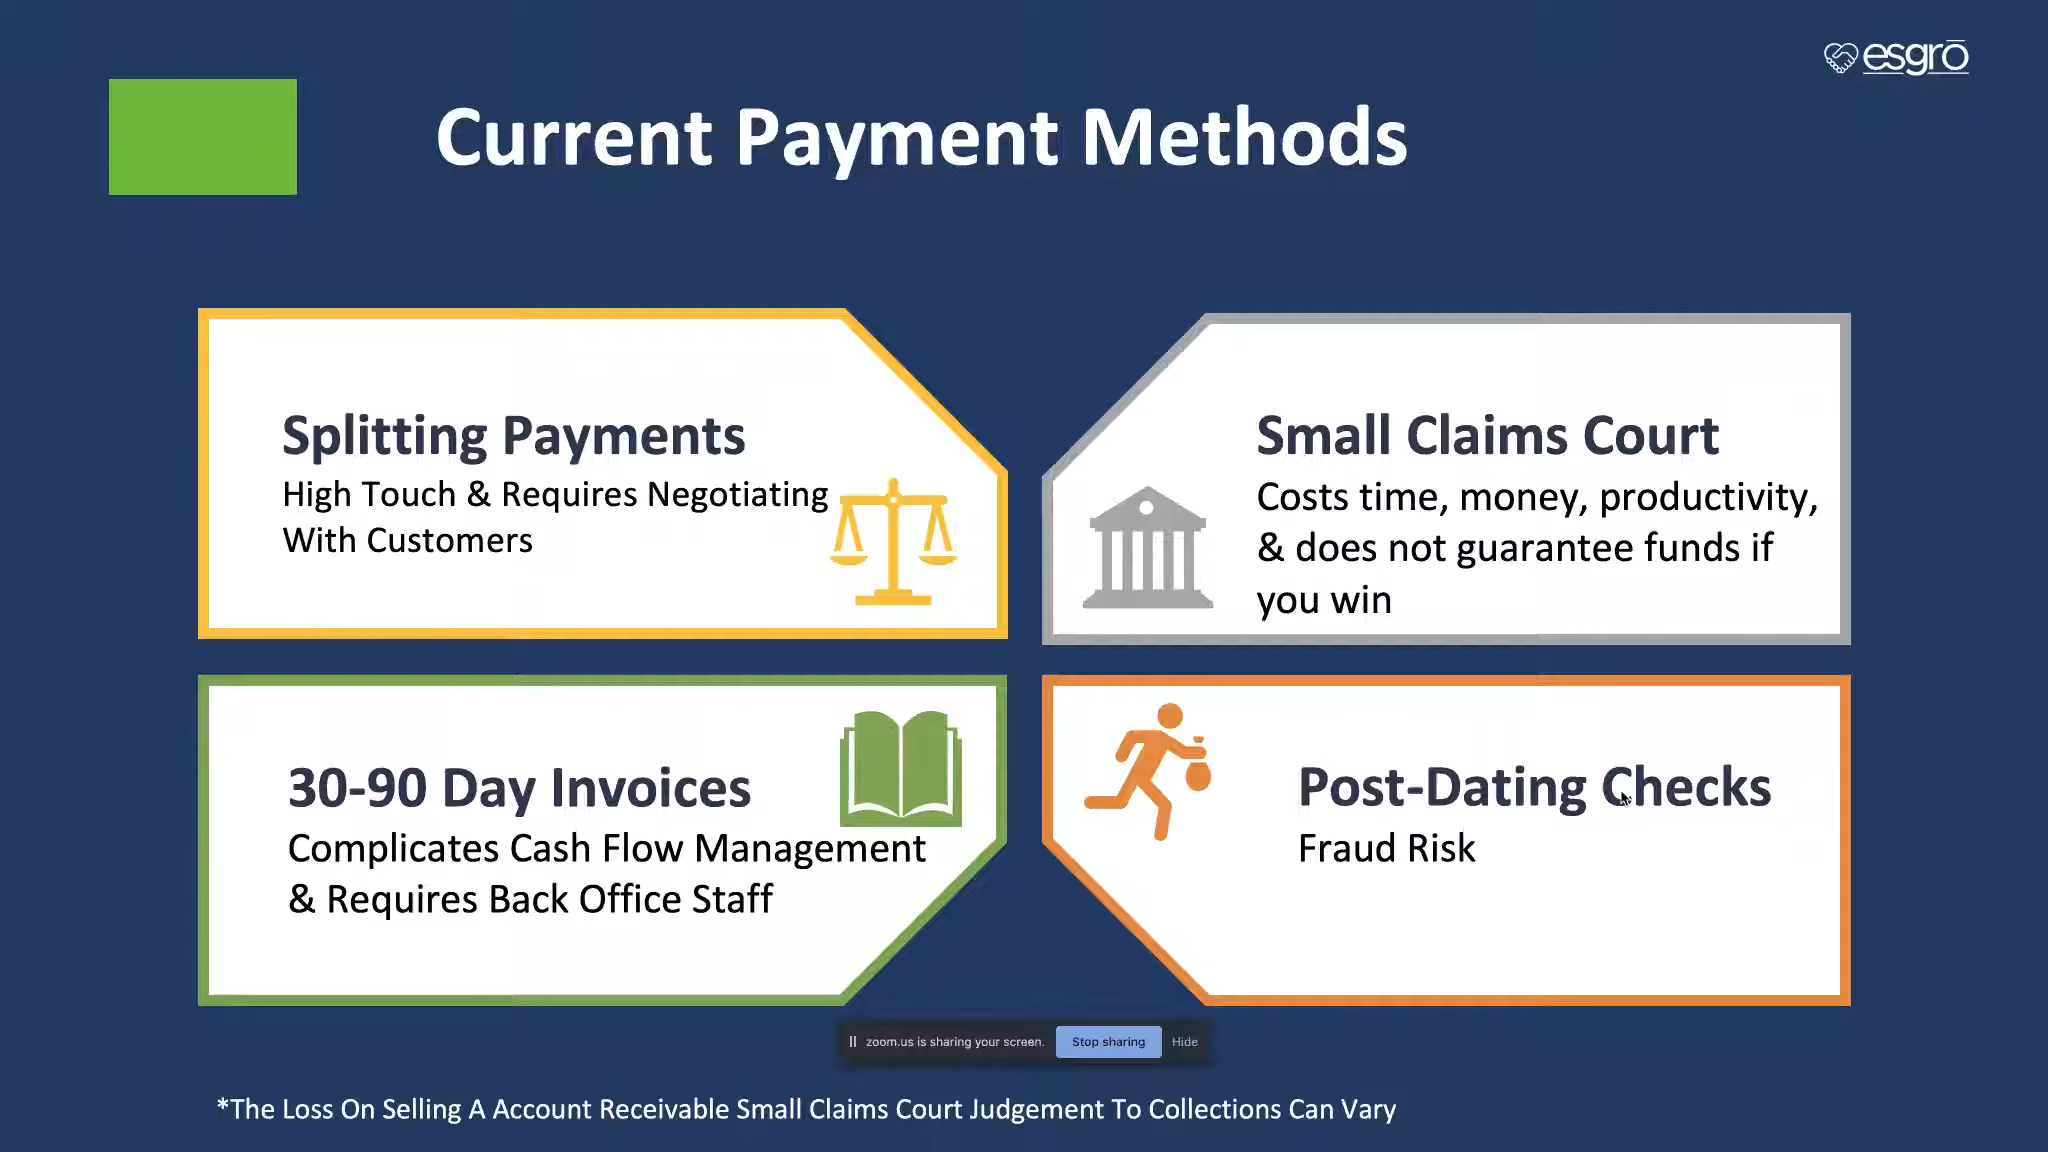 esgrō
Current Payment Methods
Splitting Payments
High Touch & Requires Negotiating
With Customers
Small Claims Court
Costs time, money, productivity,
& does not guarantee funds if
you win
30-90 Day Invoices
Complicates Cash Flow Management
& Requires Back Office Staff
Post-Dating Checks
Fraud Risk
zoom.us is sharing your screen. Stop sharing Hide
*The Loss On Selling A Account Receivable Small Claims Court Judgement To Collections Can Vary